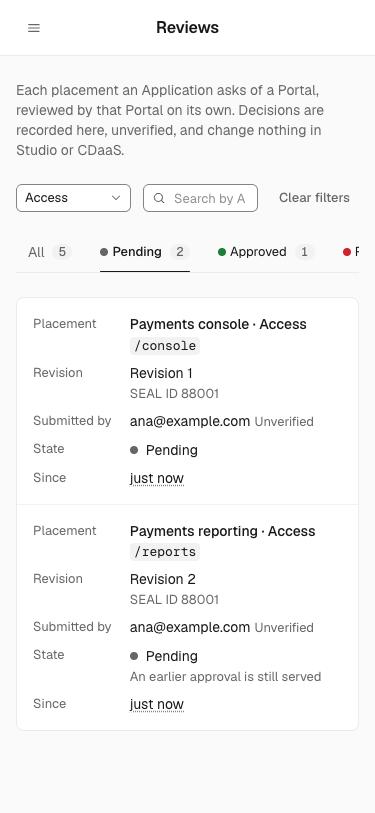 Reviews
Each placement an Application asks of a Portal,
reviewed by that Portal on its own. Decisions are
recorded here, unverified, and change nothing in
Studio or CDaaS.
Access
Search by A
Clear filters
All 5
Pending 2
Approved 1
Placement
Payments console · Access
/console
Revision
Revision 1
SEAL ID 88001
Submitted by
ana@example.com Unverified
State
Pending
Since
just now
Placement
Payments reporting · Access
/reports
Revision
Revision 2
SEAL ID 88001
Submitted by
ana@example.com Unverified
State
Pending
An earlier approval is still served
Since
just now